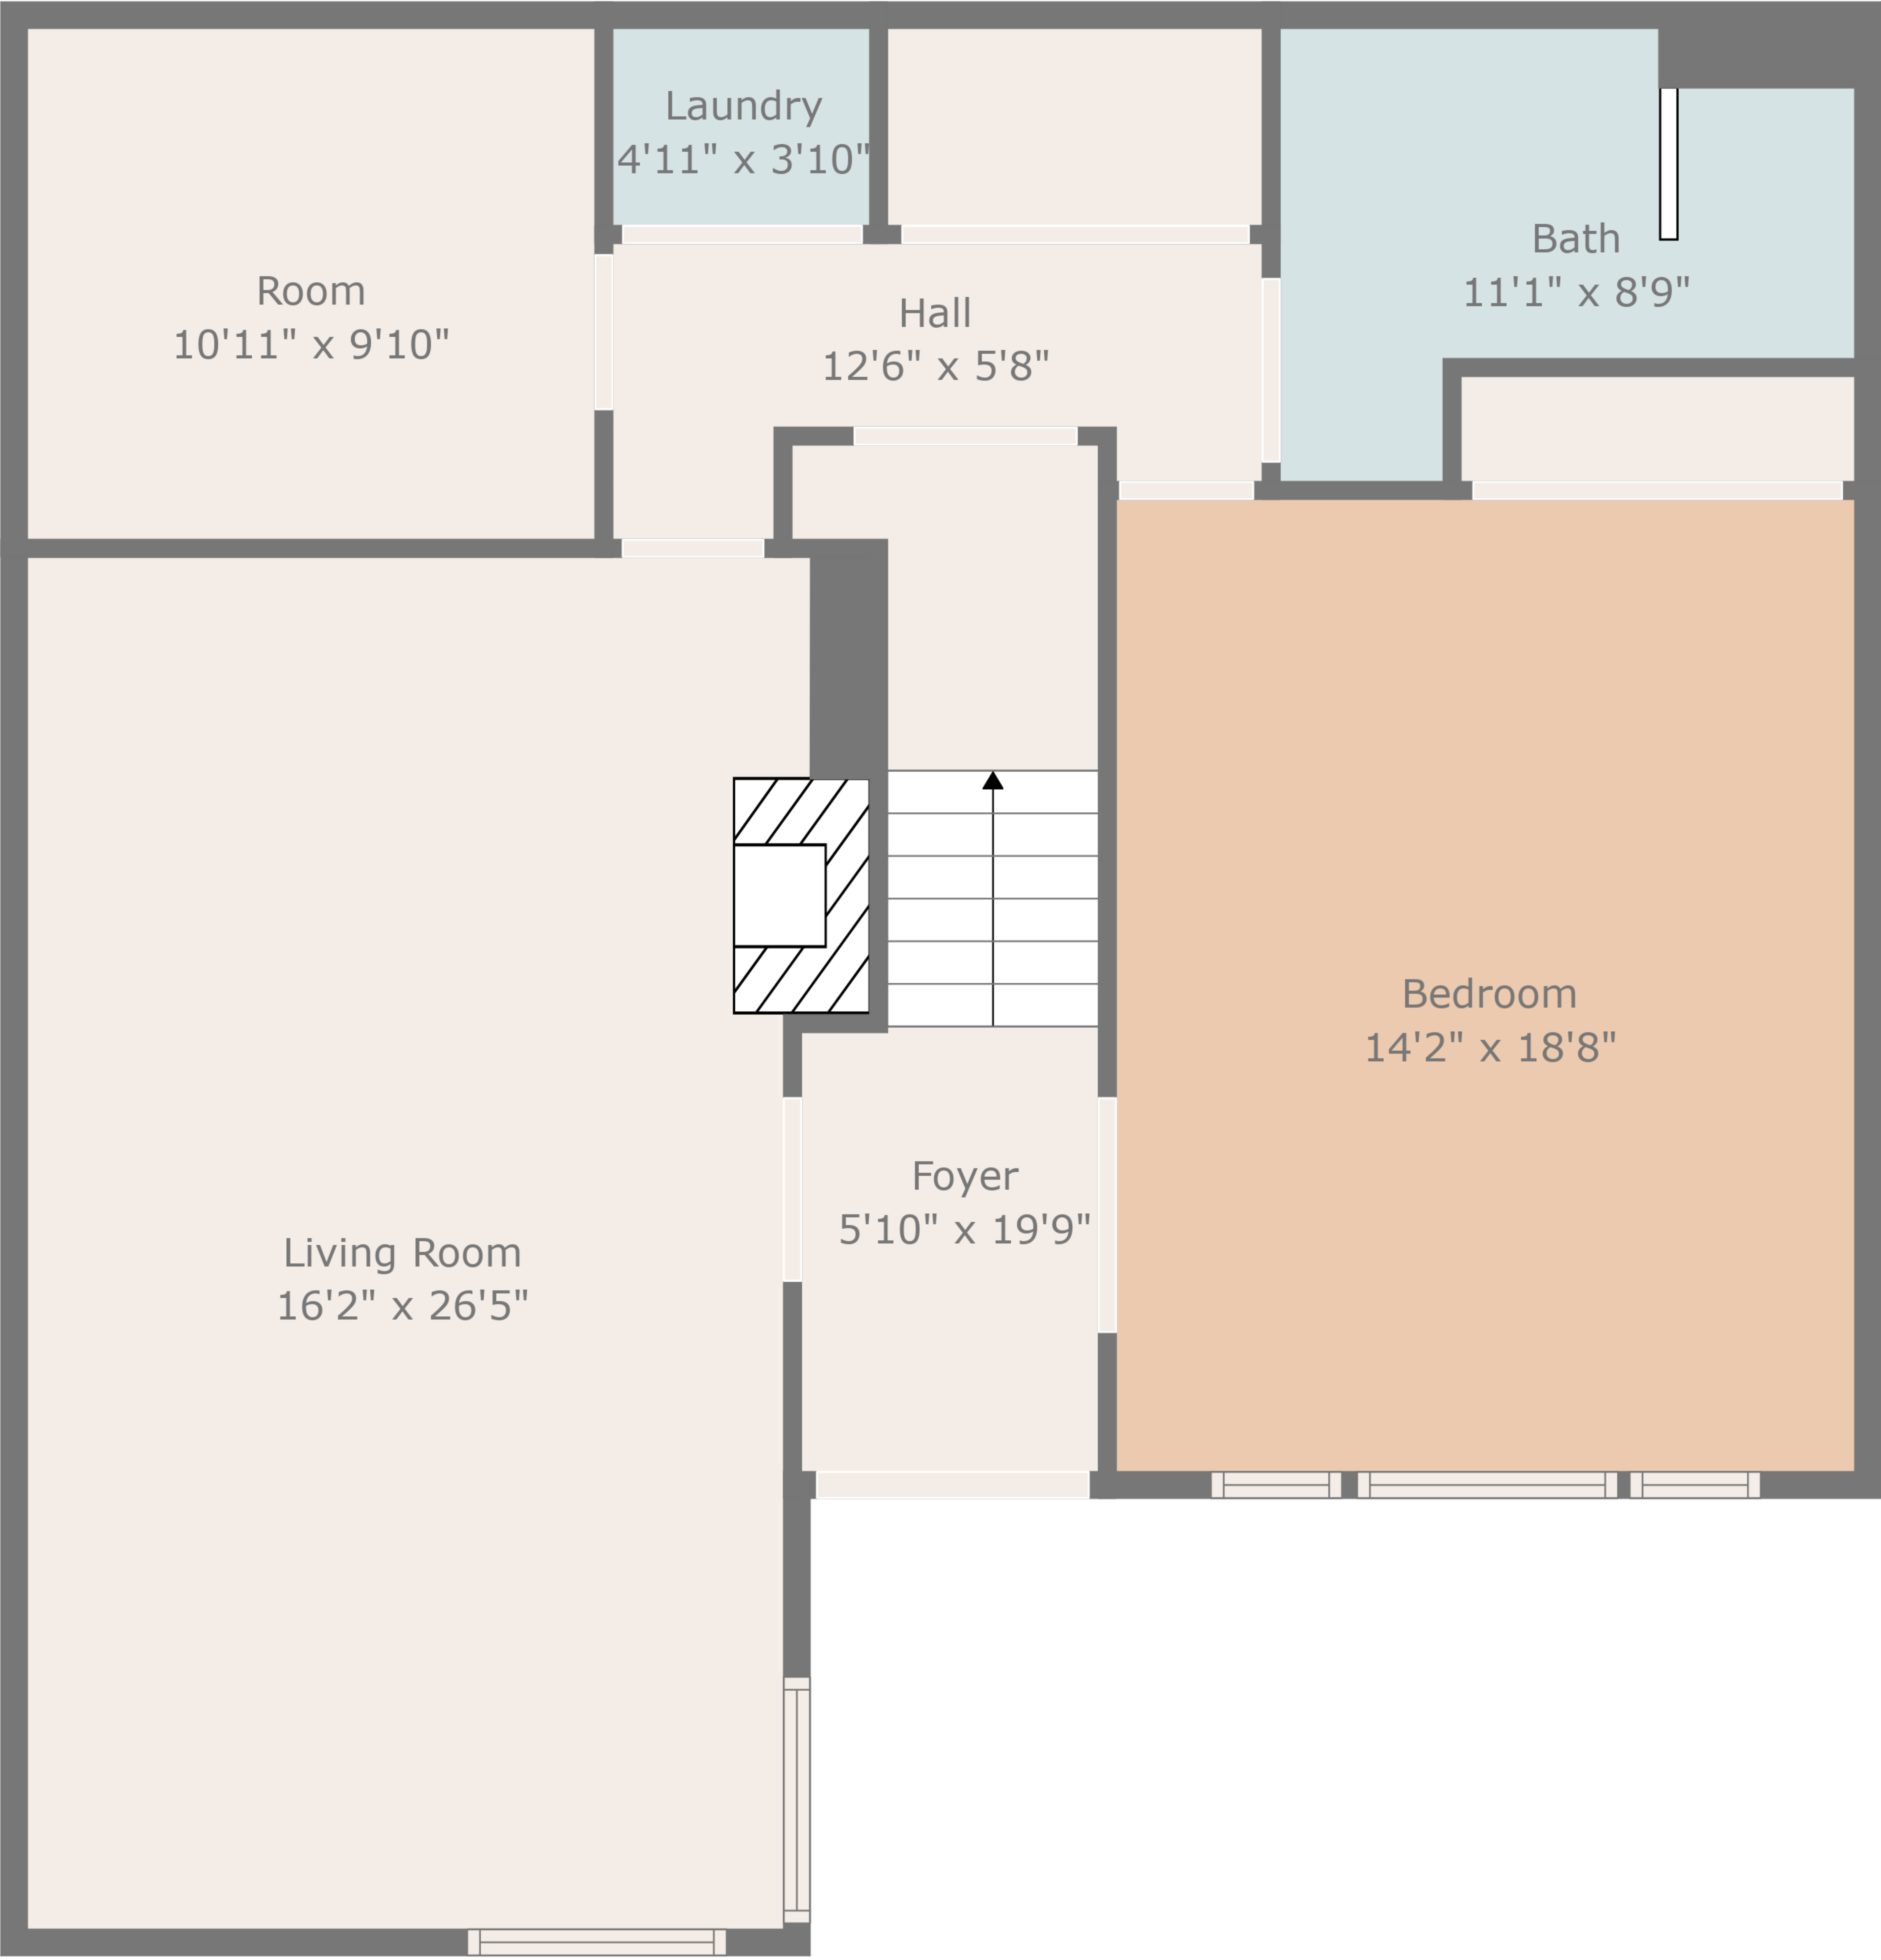 Laundry
4'11" x 3'10"
Bath
11'1" x 8'9"
Room
10'11" x 9'10"
Hall
12'6" x 5'8"
Bedroom
14'2" x 18'8"
Foyer
5'10" x 19'9"
Living Room
16'2" x 26'5"